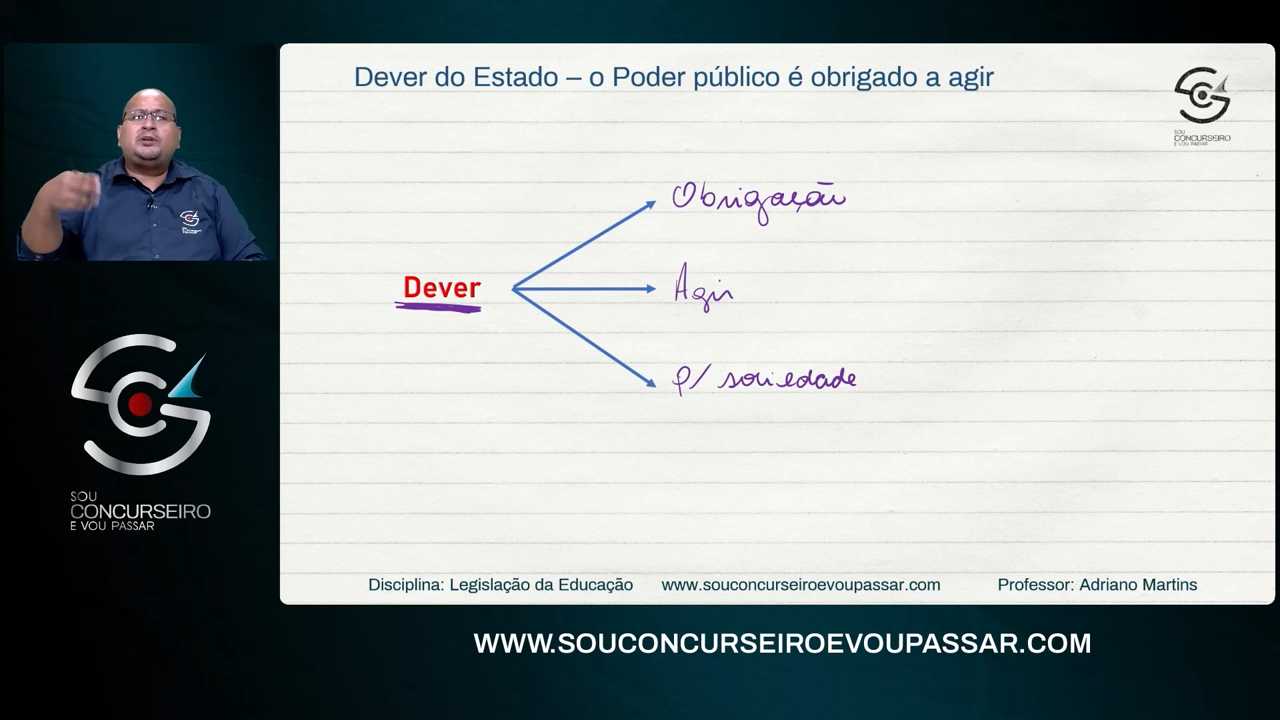 Dever do Estado – o Poder público é obrigado a agir
SOU
CONCURSEIRO
E VOU PASSAR
Obrigação
Dever
Agir
P/ sociedade
SOU
CONCURSEIRO
E VOU PASSAR
Disciplina: Legislação da Educação www.souconcurseiroevoupassar.com Professor: Adriano Martins
WWW.SOUCONCURSEIROEVOUPASSAR.COM